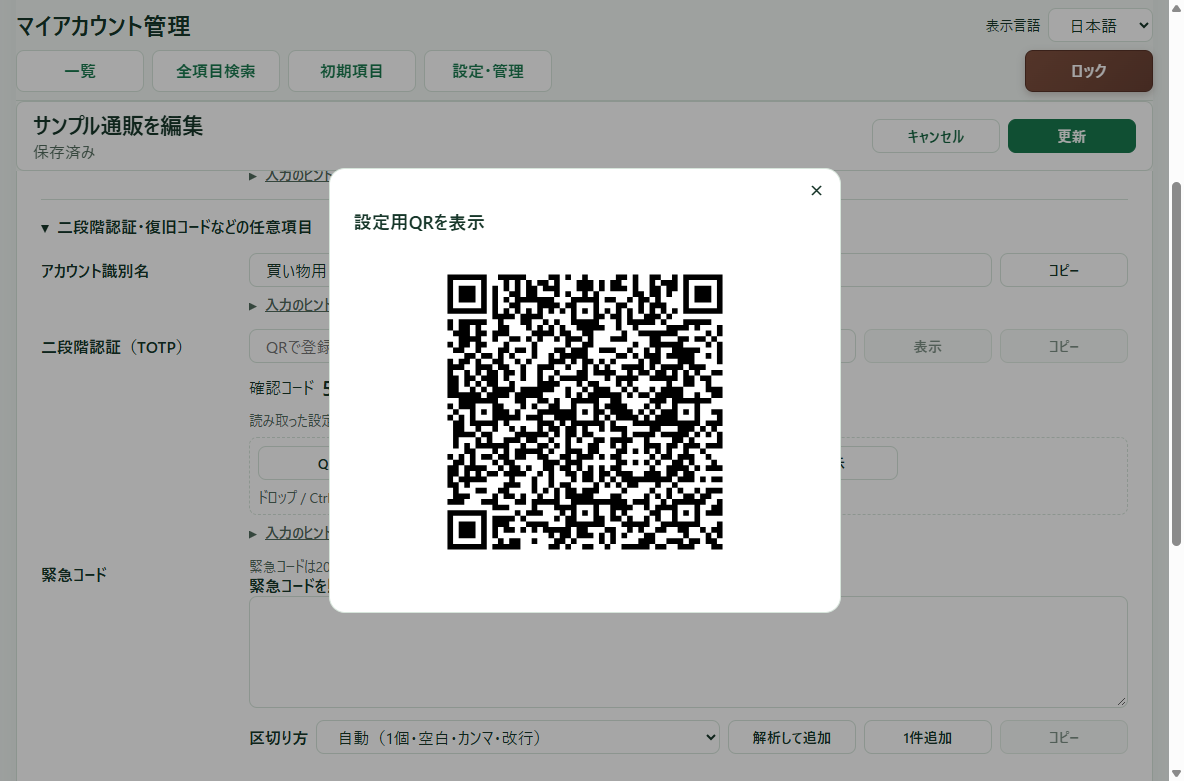 マイアカウント管理
表示言語 日本語
一覧 全項目検索 初期項目 設定・管理 ロック
サンプル通販を編集
保存済み
キャンセル 更新
入力のヒント
設定用QRを表示
二段階認証・復旧コードなどの任意項目
アカウント識別名 買い物用 コピー
入力のヒント
二段階認証（TOTP） QRで登録 表示 コピー
確認コード 5
読み取った設定
ドロップ / Ctrl
入力のヒント
緊急コード
緊急コードは20
緊急コードを
区切り方 自動（1個・空白・カンマ・改行） 解析して追加 1件追加 コピー